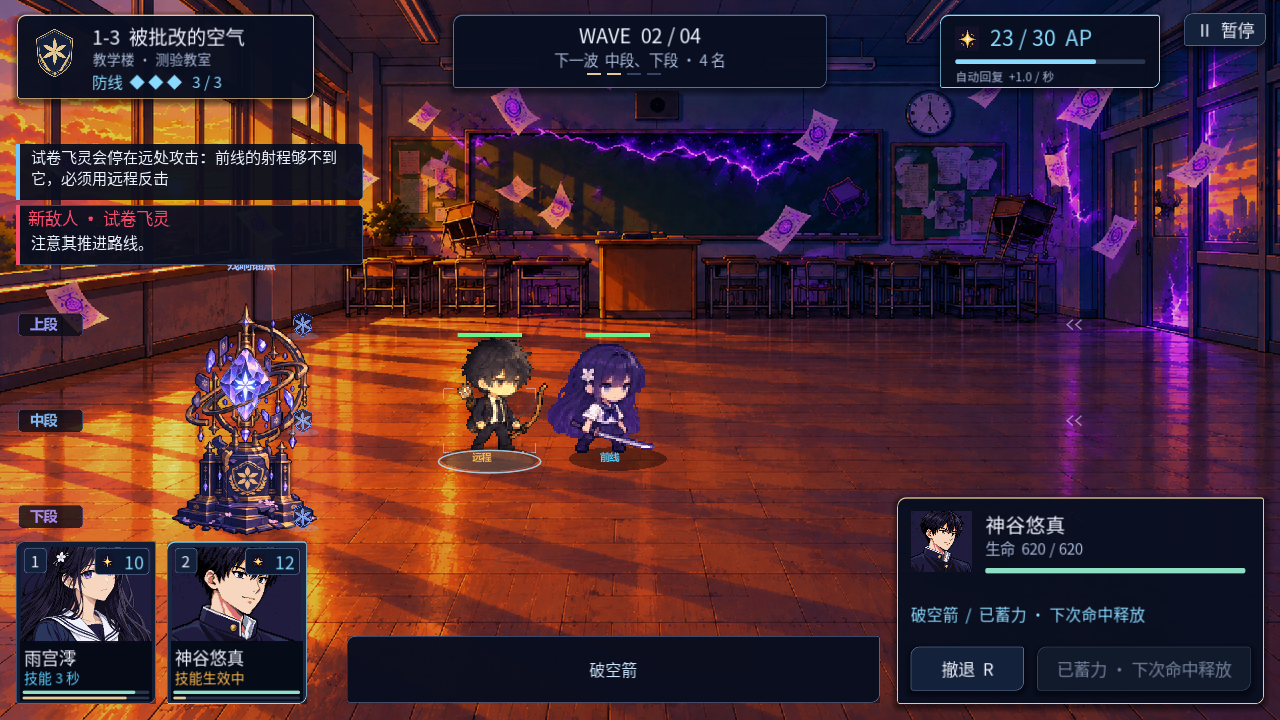 1-3 被批改的空气
教学楼 · 测验教室
防线 3 / 3
WAVE 02 / 04
下一波 中段、下段 · 4 名
23 / 30 AP
自动回复 +1.0 / 秒
暂停
试卷飞灵会停在远处攻击：前线的射程够不到
它，必须用远程反击
新敌人 · 试卷飞灵
注意其推进路线。
上段
中段
下段
远程
前线
1
10
雨宫澪
技能 3 秒
2
12
神谷悠真
技能生效中
破空箭
神谷悠真
生命 620 / 620
破空箭 / 已蓄力 · 下次命中释放
撤退 R
已蓄力 · 下次命中释放